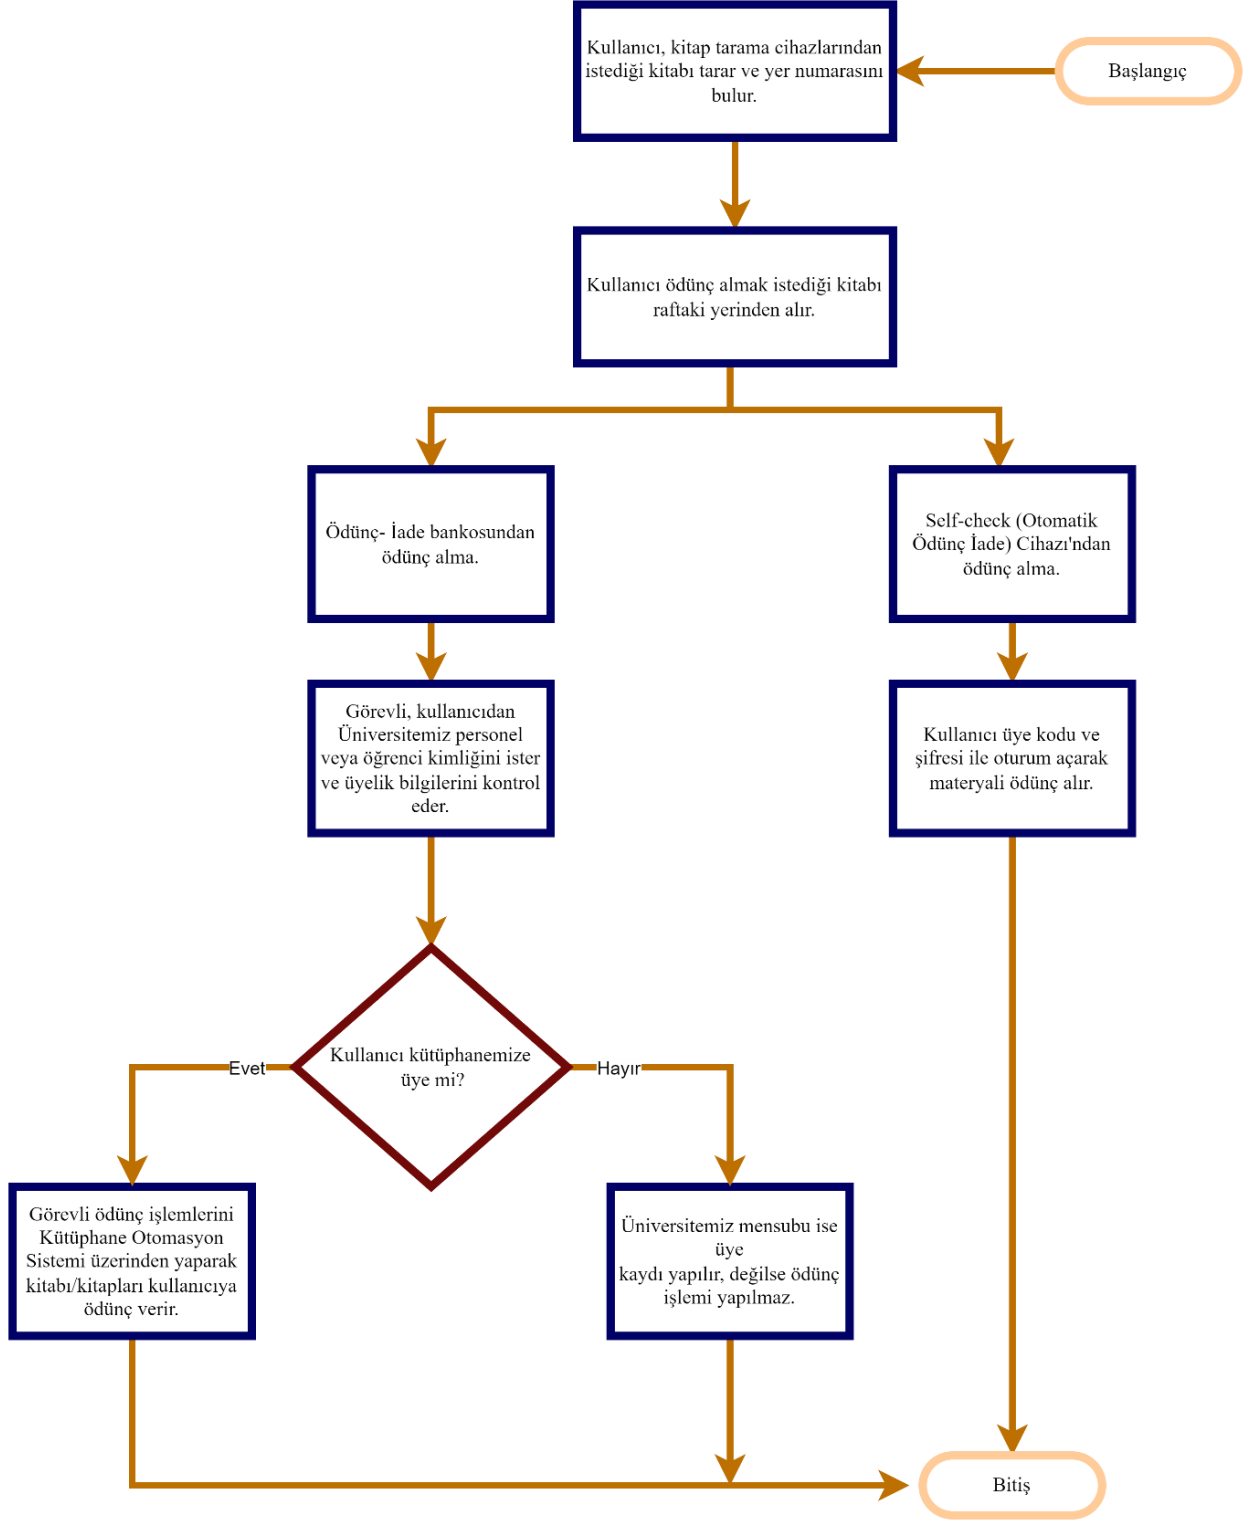 Başlangıç
Kullanıcı, kitap tarama cihazlarından
istediği kitabı tarar ve yer numarasını
bulur.
Kullanıcı ödünç almak istediği kitabı
raftaki yerinden alır.
Ödünç- İade bankosundan
ödünç alma.
Self-check (Otomatik
Ödünç İade) Cihazı'ndan
ödünç alma.
Görevli, kullanıcıdan
Üniversitemiz personel
veya öğrenci kimliğini ister
ve üyelik bilgilerini kontrol
eder.
Kullanıcı üye kodu ve
şifresi ile oturum açarak
materyali ödünç alır.
Kullanıcı kütüphanemize
üye mi?
Evet
Hayır
Görevli ödünç işlemlerini
Kütüphane Otomasyon
Sistemi üzerinden yaparak
kitabı/kitapları kullanıcıya
ödünç verir.
Üniversitemiz mensubu ise
üye
kaydı yapılır, değilse ödünç
işlemi yapılmaz.
Bitiş